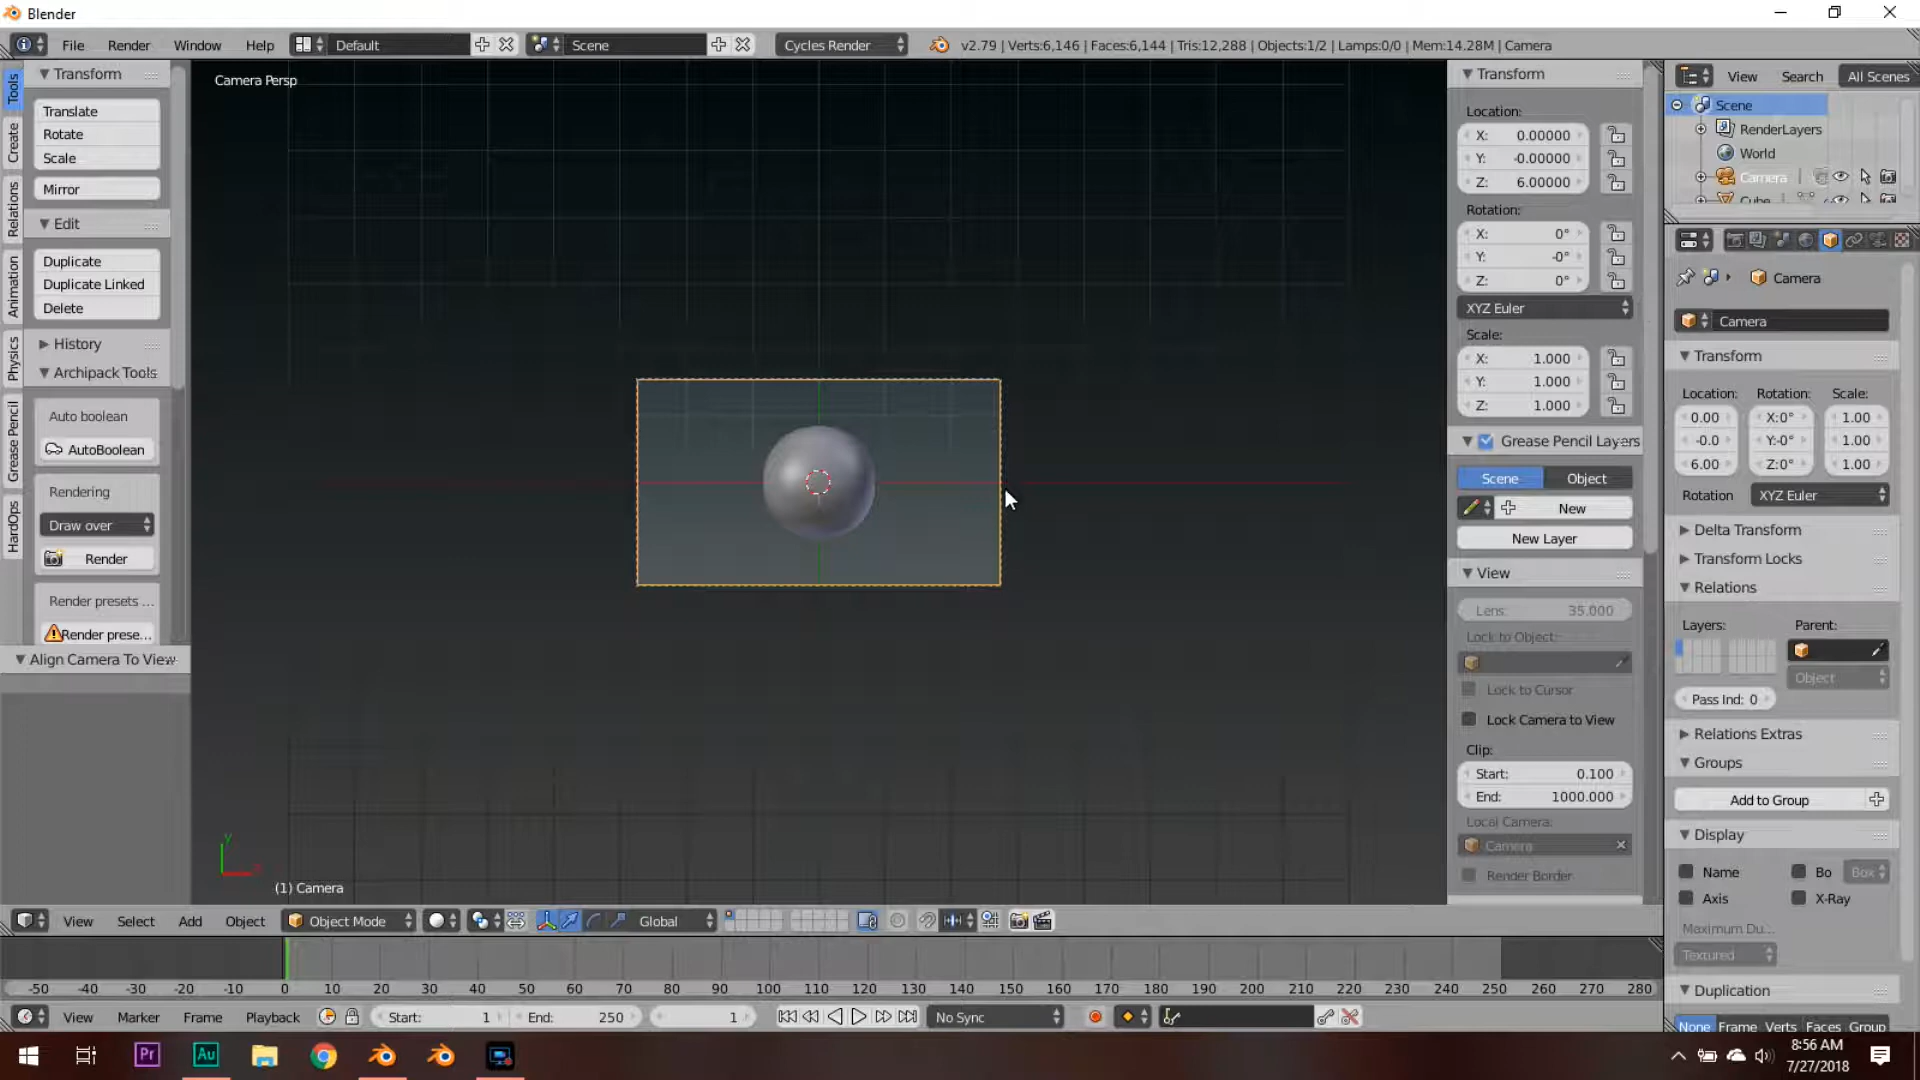 Blender
File Render Window Help Default Scene Cycles Render v2.79 | Verts:6,146 | Faces:6,144 | Tris:12,288 | Objects:1/2 | Lamps:0/0 | Mem:14.28M | Camera
Tools
Create
Relations
Animation
Physics
Grease Pencil
HardOps
Transform
Translate
Rotate
Scale
Mirror
Edit
Duplicate
Duplicate Linked
Delete
History
Archipack Tools
Auto boolean
AutoBoolean
Rendering
Draw over
Render
Render presets ...
Render prese...
Align Camera To View
Camera Persp
(1) Camera
Transform
Location:
X: 0.00000
Y: -0.00000
Z: 6.00000
Rotation:
X: 0°
Y: -0°
Z: 0°
XYZ Euler
Scale:
X: 1.000
Y: 1.000
Z: 1.000
Grease Pencil Layers
Scene Object
New
New Layer
View
Lens: 35.000
Lock to Object:
Lock to Cursor
Lock Camera to View
Clip:
Start: 0.100
End: 1000.000
Local Camera:
Camera
Render Border
View Search All Scenes
Scene
RenderLayers
World
Camera
Cube
Camera
Camera
Transform
Location: Rotation: Scale:
0.00 X:0° 1.00
-0.0 Y:-0° 1.00
6.00 Z:0° 1.00
Rotation XYZ Euler
Delta Transform
Transform Locks
Relations
Layers: Parent:
Object
Pass Ind: 0
Relations Extras
Groups
Add to Group
Display
Name Bo Box
Axis X-Ray
Maximum Du...
Textured
Duplication
None Frame Verts Faces Group
View Select Add Object Object Mode Global
-50 -40 -30 -20 -10 0 10 20 30 40 50 60 70 80 90 100 110 120 130 140 150 160 170 180 190 200 210 220 230 240 250 260 270 280
View Marker Frame Playback Start: 1 End: 250 1 No Sync
Pr Au
8:56 AM
7/27/2018